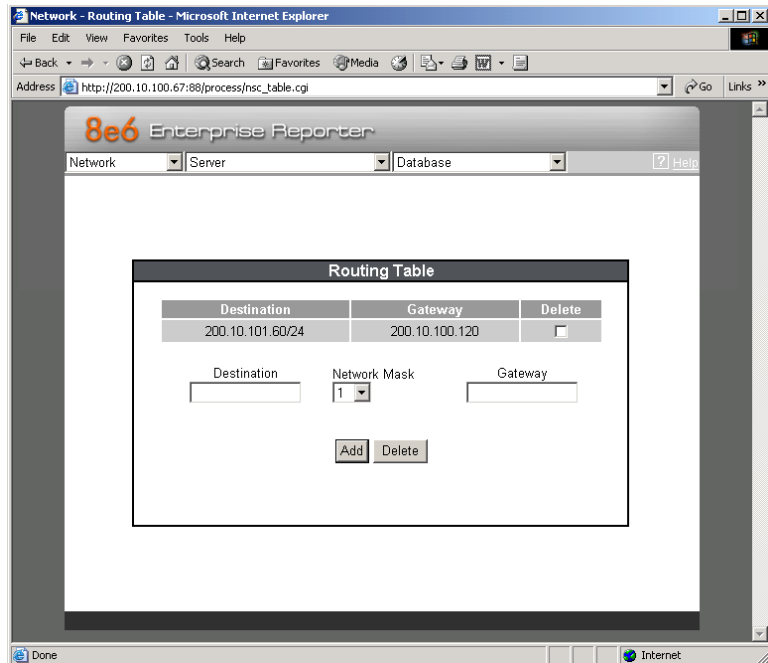 Network - Routing Table - Microsoft Internet Explorer
File Edit View Favorites Tools Help
Back Search Favorites Media
Address http://200.10.100.67:88/process/nsc_table.cgi Go Links »
8e6 Enterprise Reporter
Network Server Database ? Help
Routing Table
Destination Gateway Delete
200.10.101.60/24 200.10.100.120
Destination Network Mask Gateway
1
Add Delete
Done Internet